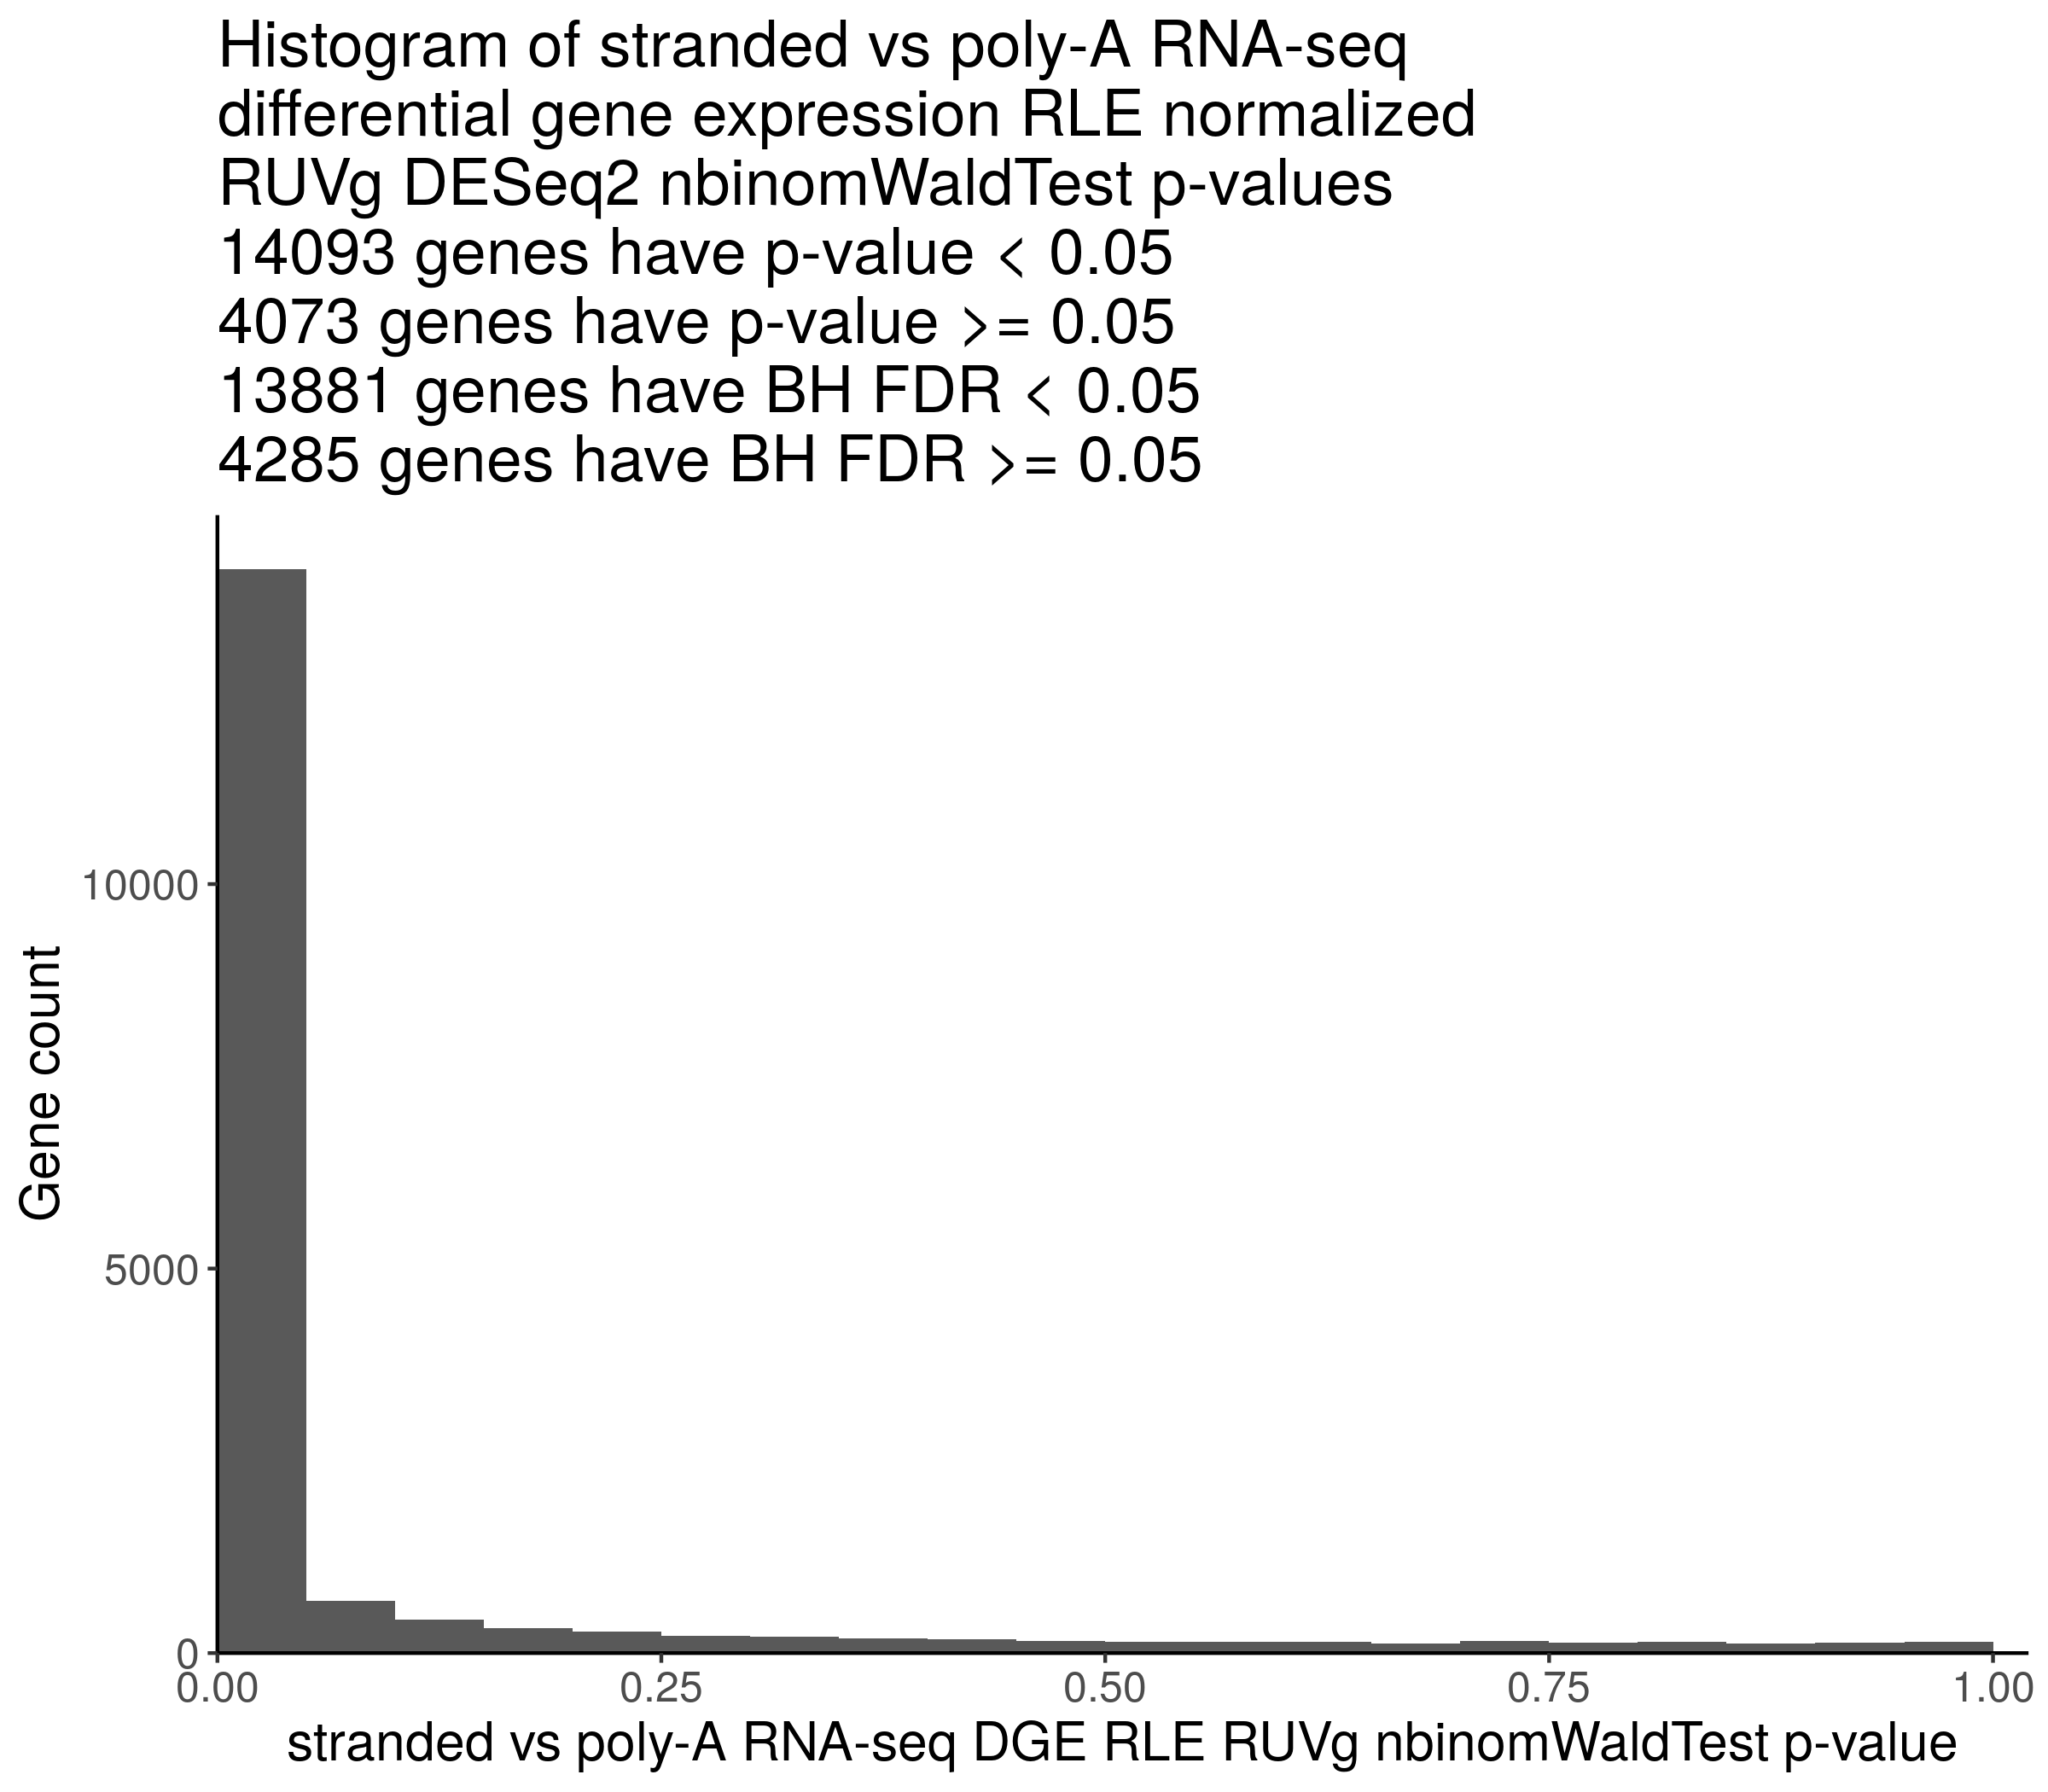 Histogram of stranded vs poly-A RNA-seq
differential gene expression RLE normalized
RUVg DESeq2 nbinomWaldTest p-values
14093 genes have p-value < 0.05
4073 genes have p-value >= 0.05
13881 genes have BH FDR < 0.05
4285 genes have BH FDR >= 0.05
Gene count
10000
5000
0
0.00 0.25 0.50 0.75 1.00
stranded vs poly-A RNA-seq DGE RLE RUVg nbinomWaldTest p-value